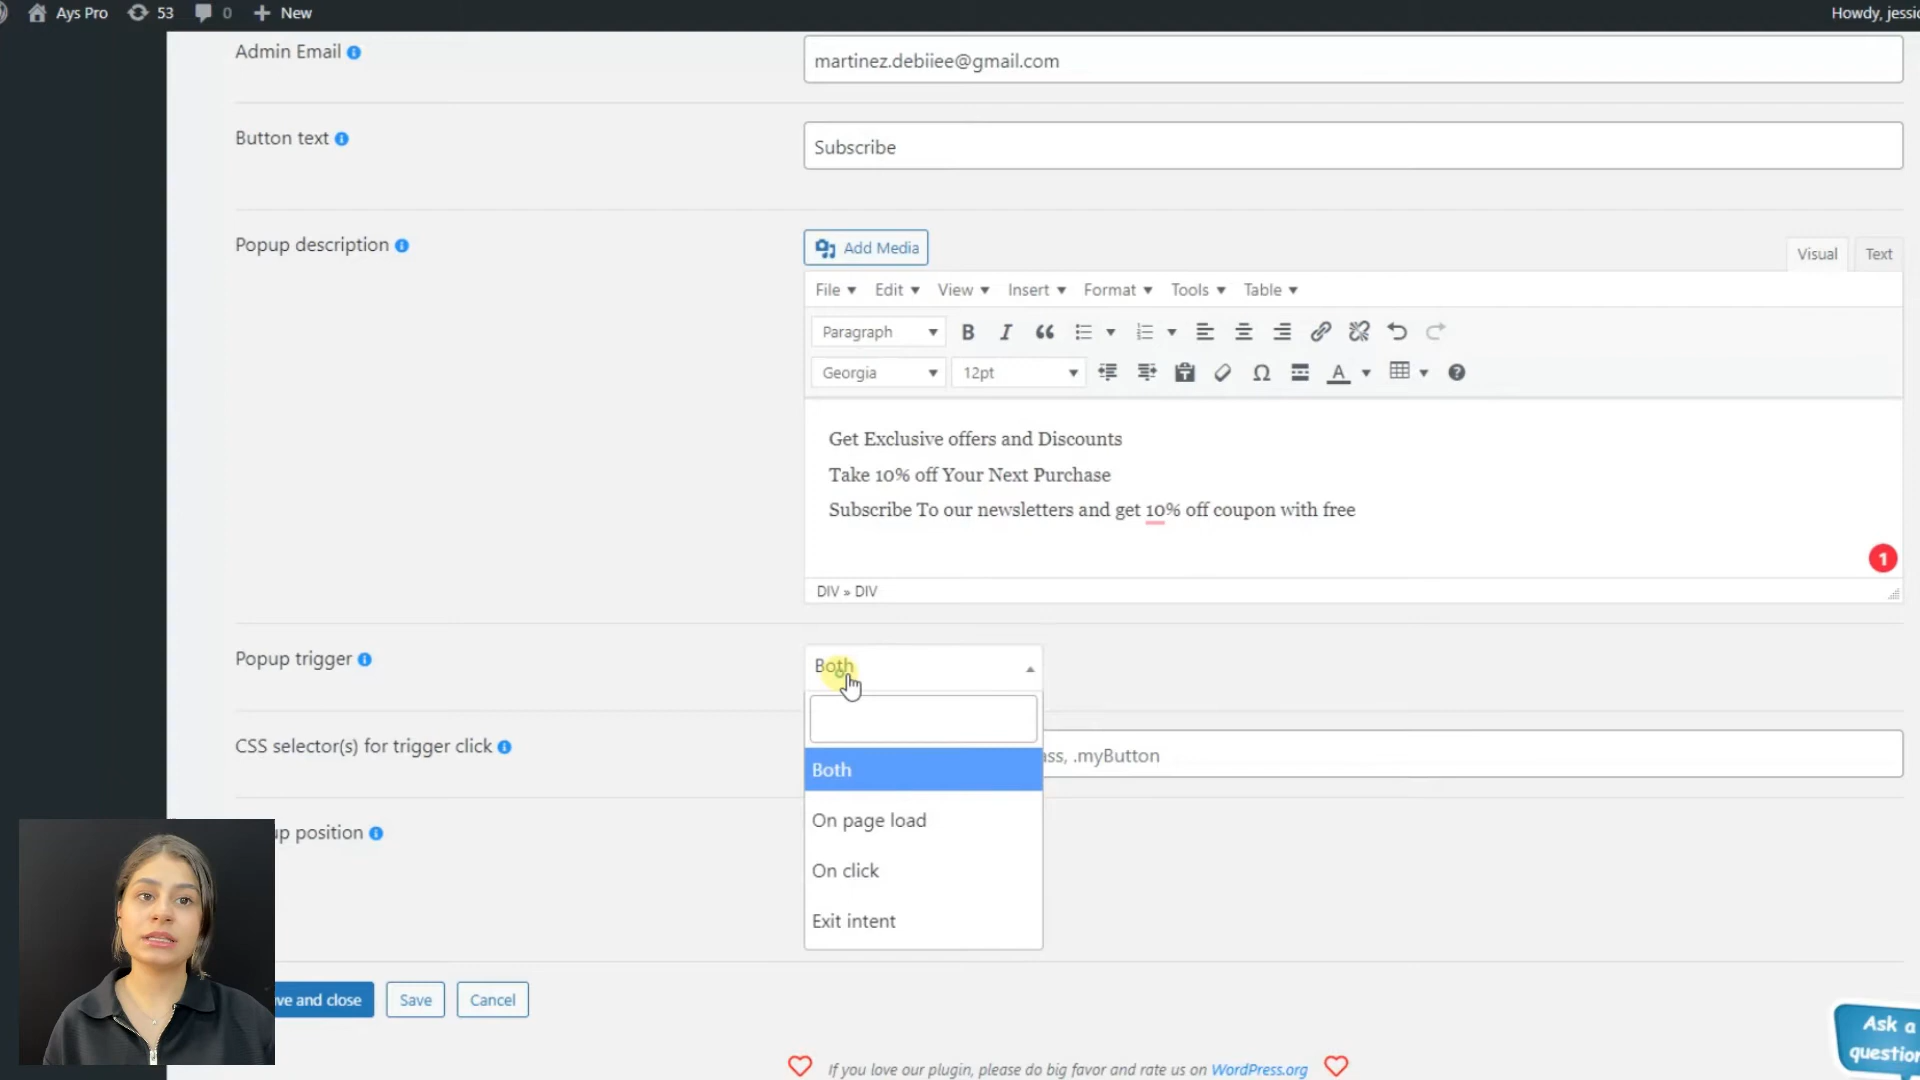 Ays Pro 53 0 New Howdy, jessic
Admin Email
martinez.debiiee@gmail.com
Button text
Subscribe
Popup description
Add Media
Visual Text
File Edit View Insert Format Tools Table
Paragraph B I
Georgia 12pt Ω A
Get Exclusive offers and Discounts
Take 10% off Your Next Purchase
Subscribe To our newsletters and get 10% off coupon with free
1
DIV » DIV
Popup trigger
Both
CSS selector(s) for trigger click
ass, .myButton
Both
On page load
On click
Exit intent
up position
ve and close Save Cancel
Ask a
question
If you love our plugin, please do big favor and rate us on WordPress.org